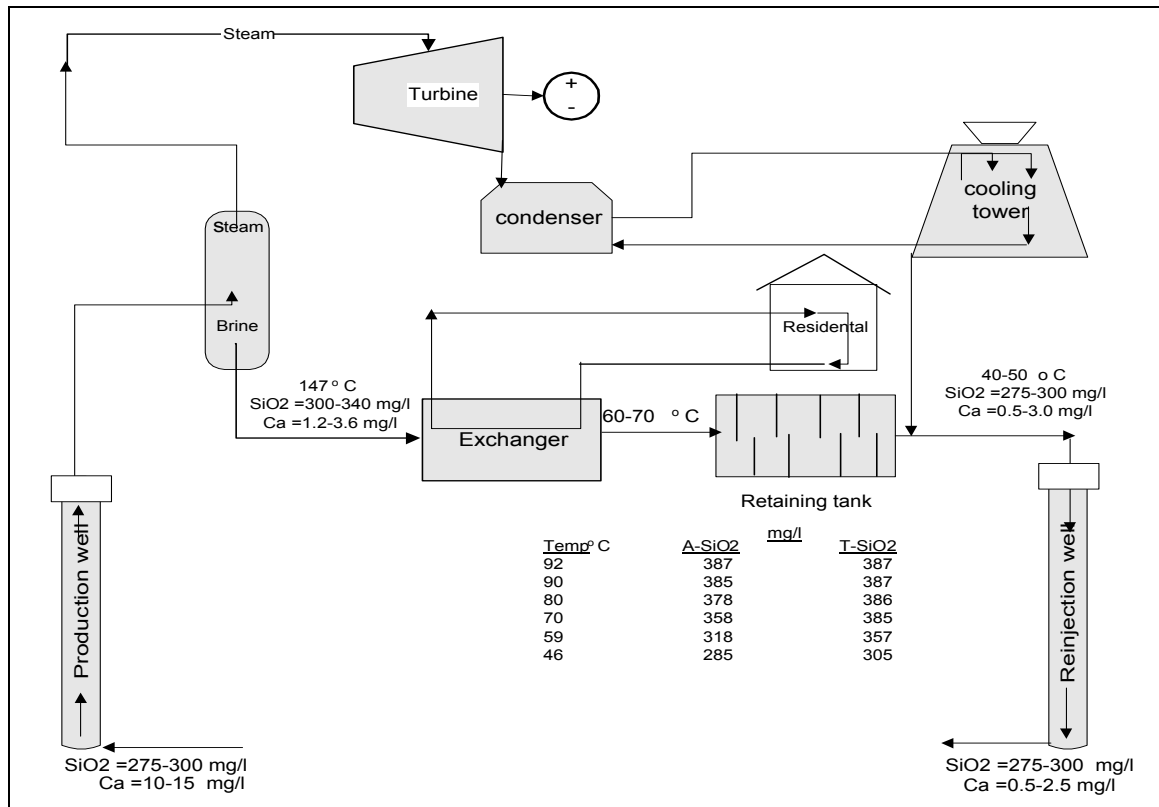 Steam
Turbine
+
-
condenser
cooling
tower
Steam
Brine
Residental
147 º C
SiO2 =300-340 mg/l
Ca =1.2-3.6 mg/l
40-50 o C
SiO2 =275-300 mg/l
Ca =0.5-3.0 mg/l
Exchanger
60-70 º C
Retaining tank
mg/l
Tempº C A-SiO2 T-SiO2
92 387 387
90 385 387
80 378 386
70 358 385
59 318 357
46 285 305
Production well
Reinjection well
SiO2 =275-300 mg/l
Ca =10-15 mg/l
SiO2 =275-300 mg/l
Ca =0.5-2.5 mg/l